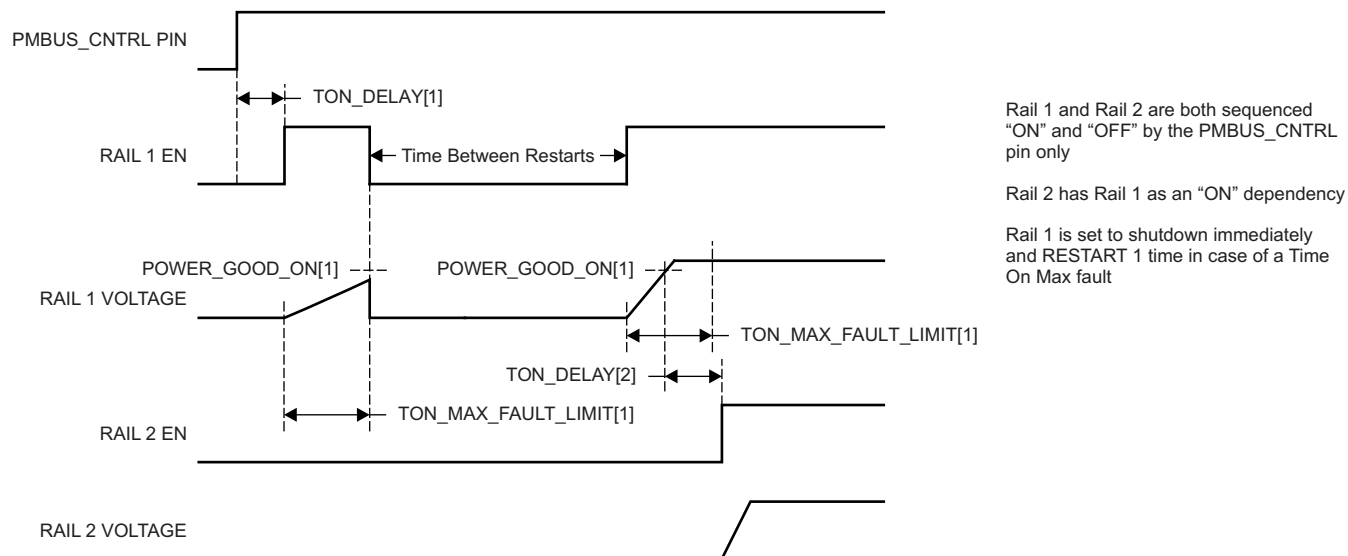 PMBUS_CNTRL PIN
TON_DELAY[1]
RAIL 1 EN
Time Between Restarts
POWER_GOOD_ON[1]
POWER_GOOD_ON[1]
RAIL 1 VOLTAGE
TON_MAX_FAULT_LIMIT[1]
TON_DELAY[2]
TON_MAX_FAULT_LIMIT[1]
RAIL 2 EN
RAIL 2 VOLTAGE
Rail 1 and Rail 2 are both sequenced
“ON” and “OFF” by the PMBUS_CNTRL
pin only
Rail 2 has Rail 1 as an “ON” dependency
Rail 1 is set to shutdown immediately
and RESTART 1 time in case of a Time
On Max fault